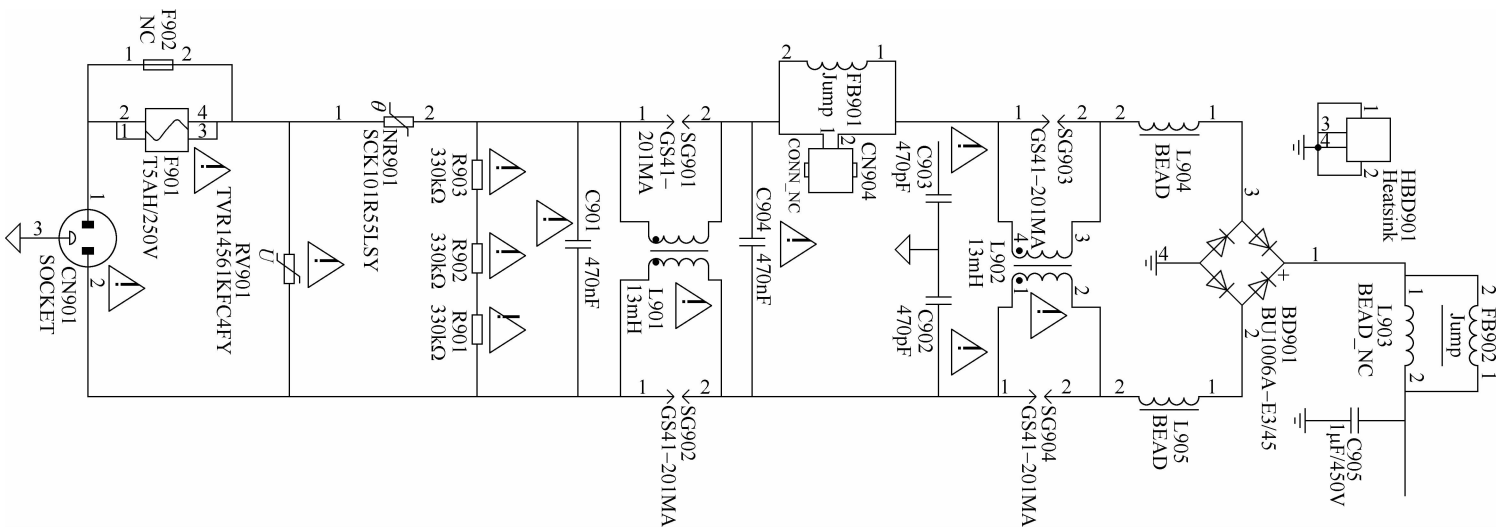 F902
NC
1
2
2
1
4
3
F901
T5AH/250V
1
2
3
CN901
SOCKET
RV901
TVR14561KFC4FY
U
1
2
θ
NR901
SCK101R55LSY
R903
330kΩ
R902
330kΩ
R901
330kΩ
C901
470nF
1
2
SG901
GS41-
201MA
L901
13mH
1
2
SG902
GS41-201MA
C904
470nF
2
1
FB901
Jump
1
2
CN904
CONN_NC
C903
470pF
C902
470pF
1
2
SG903
GS41-201MA
4
3
1
2
L902
13mH
1
2
SG904
GS41-201MA
2
1
L904
BEAD
2
1
L905
BEAD
3
4
1
2
+
BD901
BU1006A-E3/45
1
3
4
2
HBD901
Heatsink
1
2
L903
BEAD_NC
2
1
FB902
Jump
C905
1μF/450V
i
i
i
i
i
i
i
i
i
i
i
i